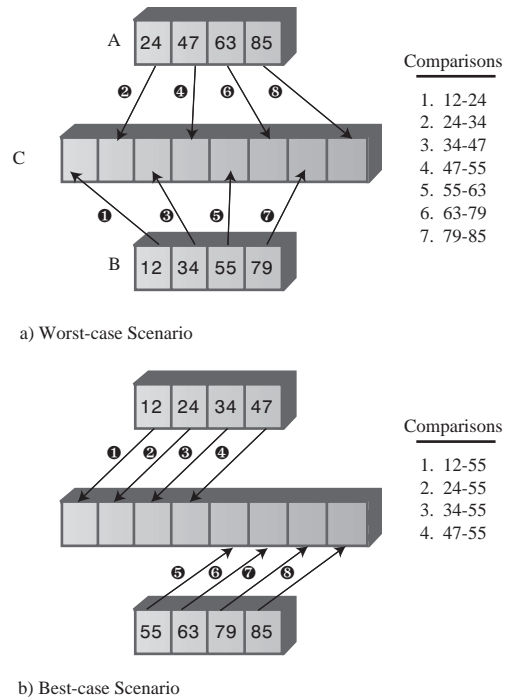 A
24 47 63 85
❷ ❹ ❻ ❽
C
❶ ❸ ❺ ❼
B
12 34 55 79
Comparisons
1. 12-24
2. 24-34
3. 34-47
4. 47-55
5. 55-63
6. 63-79
7. 79-85
a) Worst-case Scenario
12 24 34 47
❶ ❷ ❸ ❹
❺ ❻ ❼ ❽
55 63 79 85
Comparisons
1. 12-55
2. 24-55
3. 34-55
4. 47-55
b) Best-case Scenario